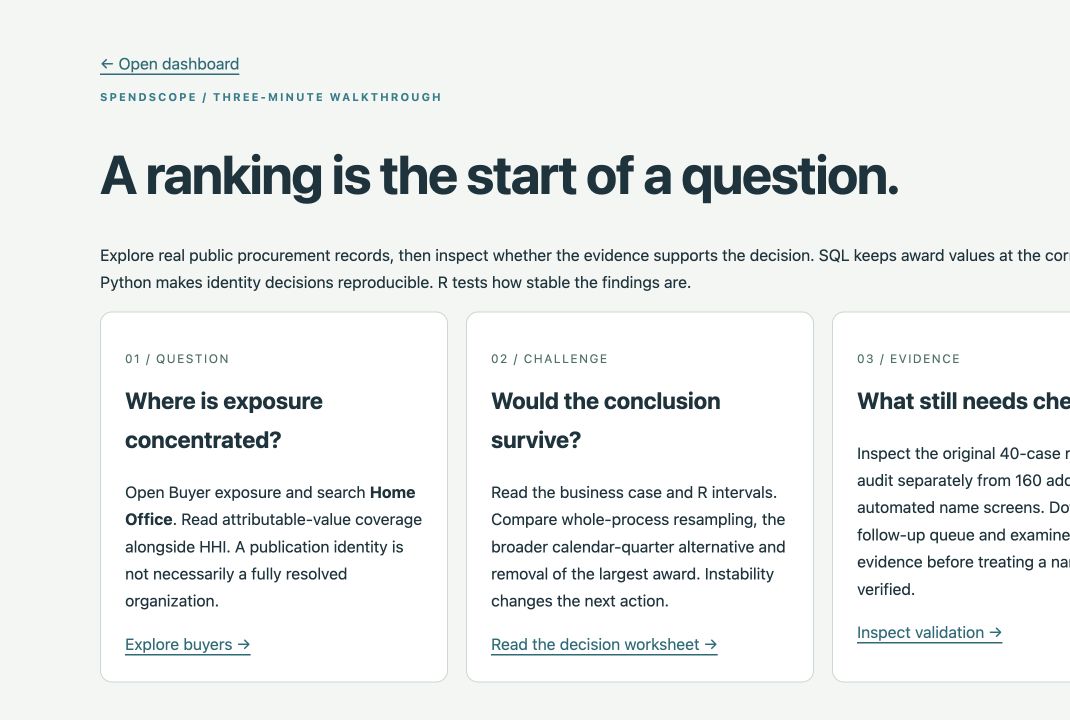 ← Open dashboard
SPENDSCOPE / THREE-MINUTE WALKTHROUGH
A ranking is the start of a question.
Explore real public procurement records, then inspect whether the evidence supports the decision. SQL keeps award values at the
Python makes identity decisions reproducible. R tests how stable the findings are.
01 / QUESTION
Where is exposure
concentrated?
Open Buyer exposure and search Home
Office. Read attributable-value coverage
alongside HHI. A publication identity is
not necessarily a fully resolved
organization.
Explore buyers →
02 / CHALLENGE
Would the conclusion
survive?
Read the business case and R intervals.
Compare whole-process resampling, the
broader calendar-quarter alternative and
removal of the largest award. Instability
changes the next action.
Read the decision worksheet →
03 / EVIDENCE
What still needs
Inspect the original 40-case
audit separately from 160
automated name screens.
follow-up queue and examine
evidence before treating a
verified.
Inspect validation →